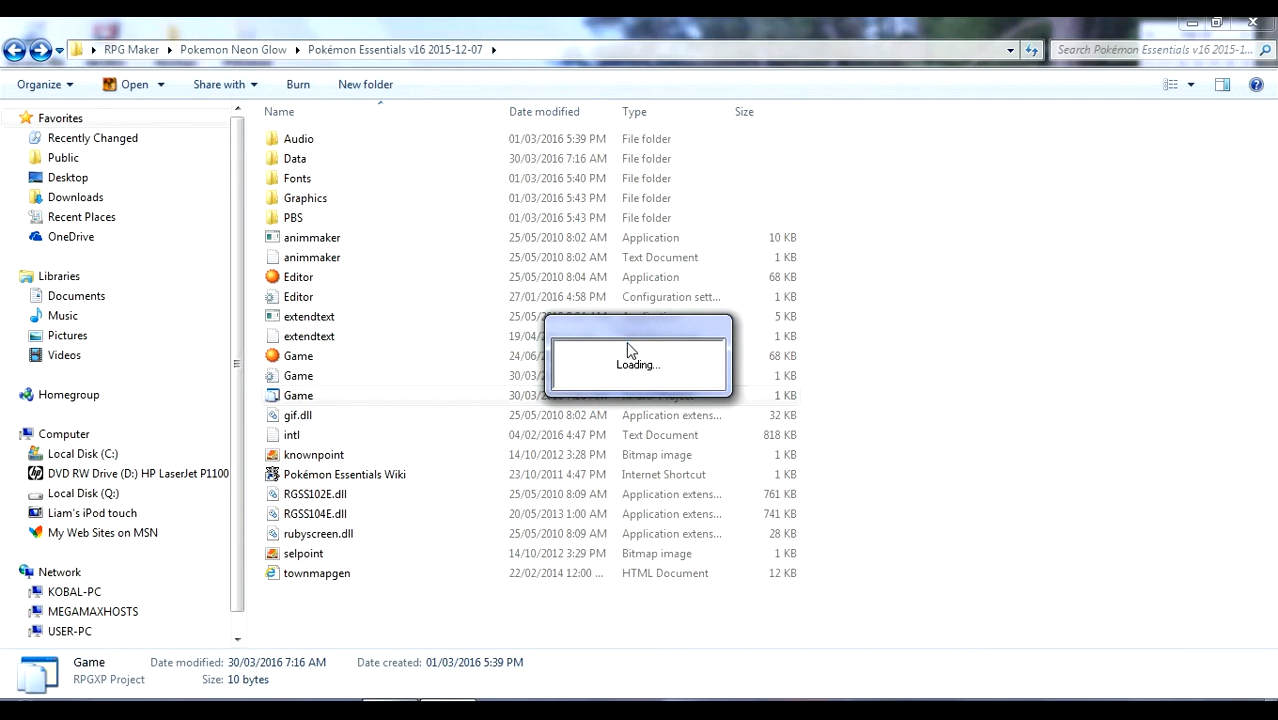 RPG Maker Pokemon Neon Glow Pokémon Essentials v16 2015-12-07 Search Pokémon Essentials v16 2015-1...
Organize Open Share with Burn New folder
Name Date modified Type Size
Favorites
Recently Changed
Public
Desktop
Downloads
Recent Places
OneDrive
Libraries
Documents
Music
Pictures
Videos
Homegroup
Computer
Local Disk (C:)
DVD RW Drive (D:) HP LaserJet P1100
Local Disk (Q:)
Liam's iPod touch
My Web Sites on MSN
Network
KOBAL-PC
MEGAMAXHOSTS
USER-PC
Audio 01/03/2016 5:39 PM File folder
Data 30/03/2016 7:16 AM File folder
Fonts 01/03/2016 5:40 PM File folder
Graphics 01/03/2016 5:43 PM File folder
PBS 01/03/2016 5:43 PM File folder
animmaker 25/05/2010 8:02 AM Application 10 KB
animmaker 25/05/2010 8:02 AM Text Document 1 KB
Editor 25/05/2010 8:04 AM Application 68 KB
Editor 27/01/2016 4:58 PM Configuration sett... 1 KB
extendtext 5 KB
extendtext 1 KB
Game 68 KB
Game 1 KB
Game 1 KB
Loading...
gif.dll 25/05/2010 8:02 AM Application extens... 32 KB
intl 04/02/2016 4:47 PM Text Document 818 KB
knownpoint 14/10/2012 3:28 PM Bitmap image 1 KB
Pokémon Essentials Wiki 23/10/2011 4:47 PM Internet Shortcut 1 KB
RGSS102E.dll 25/05/2010 8:09 AM Application extens... 761 KB
RGSS104E.dll 20/05/2013 1:00 AM Application extens... 741 KB
rubyscreen.dll 25/05/2010 8:09 AM Application extens... 28 KB
selpoint 14/10/2012 3:29 PM Bitmap image 1 KB
townmapgen 22/02/2014 12:00 ... HTML Document 12 KB
Game Date modified: 30/03/2016 7:16 AM Date created: 01/03/2016 5:39 PM
RPGXP Project Size: 10 bytes